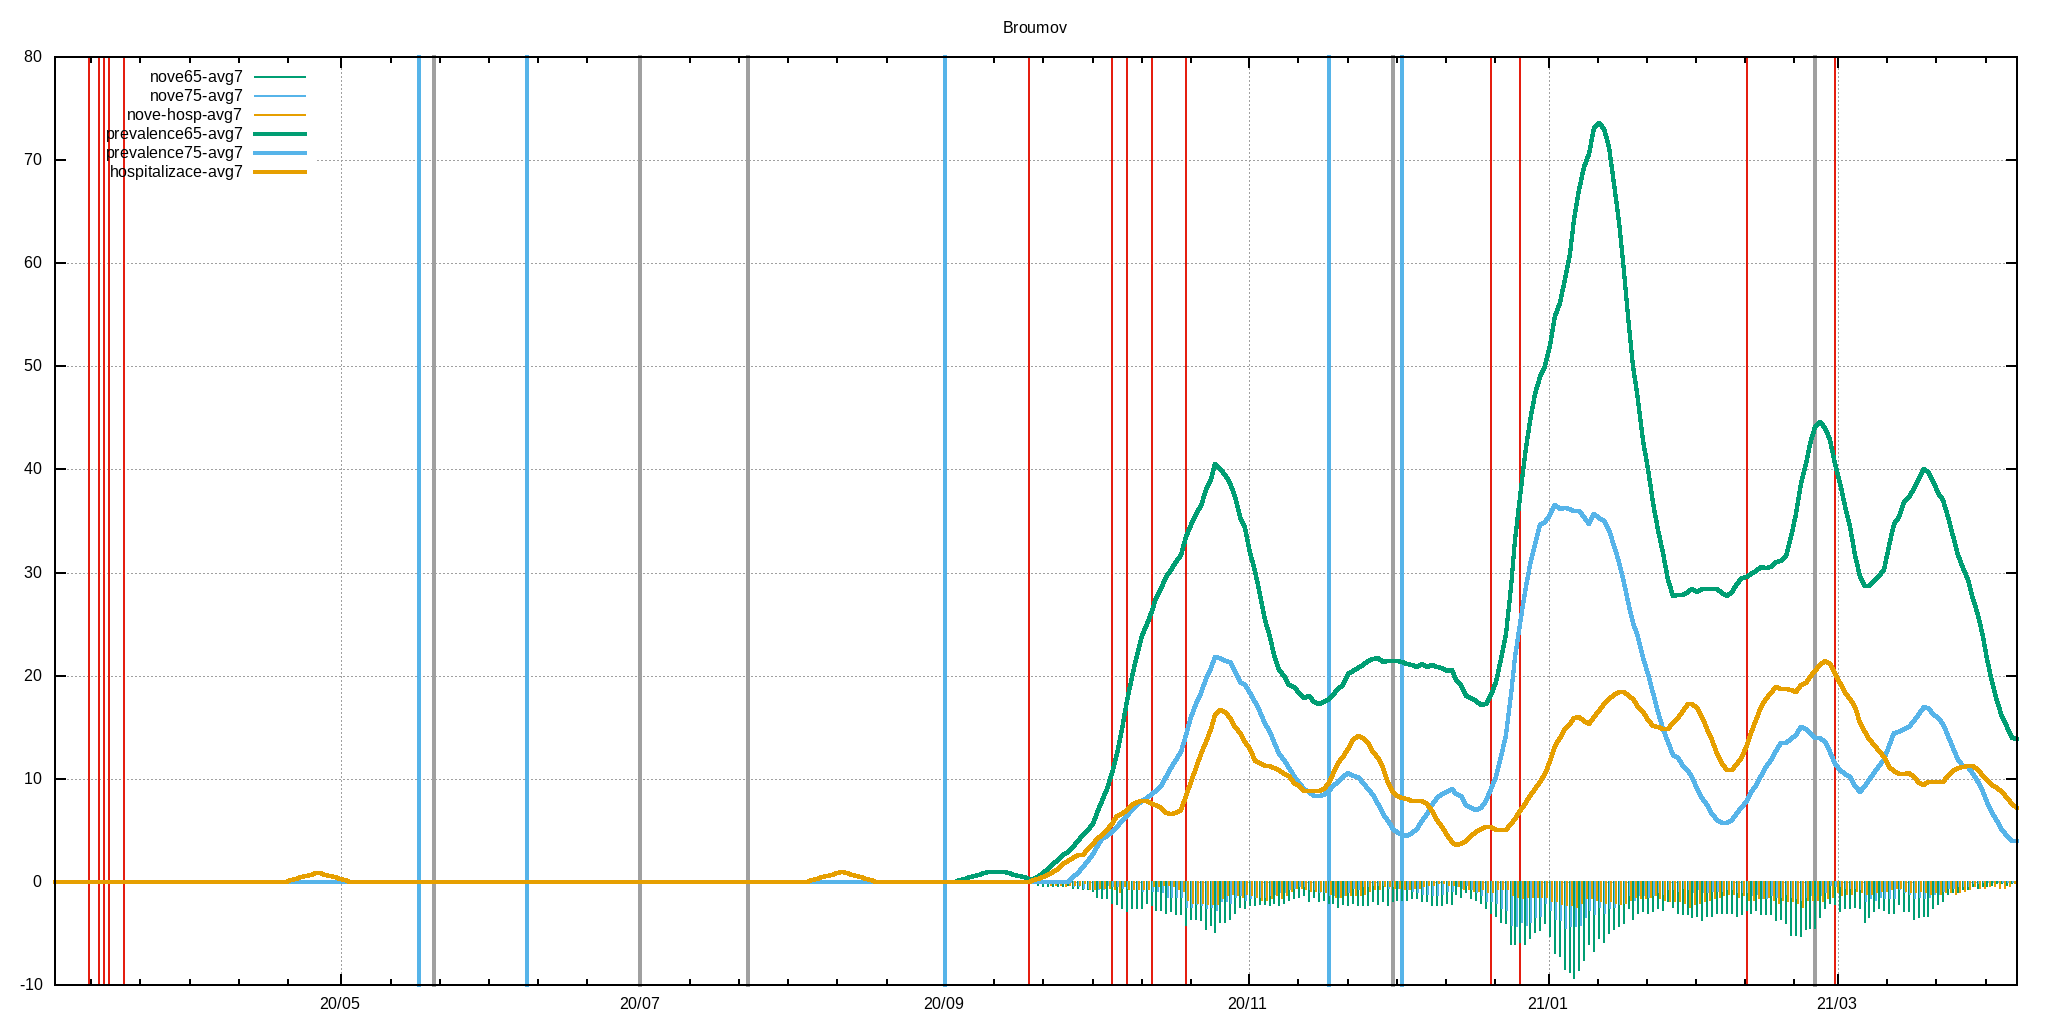 Broumov
80
70
60
50
40
30
20
10
0
-10
nove65-avg7
nove75-avg7
nove-hosp-avg7
prevalence65-avg7
prevalence75-avg7
hospitalizace-avg7
20/05 20/07 20/09 20/11 21/01 21/03